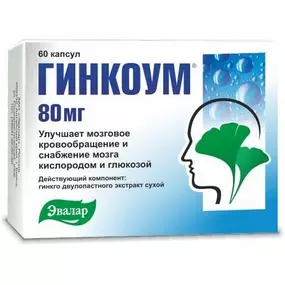 60 капсул
ГИНКОУМ®
80 мг
Улучшает мозговое
кровообращение и
снабжение мозга
кислородом и глюкозой
Действующий компонент:
гинкго двулопастного экстракт сухой
Эвалар